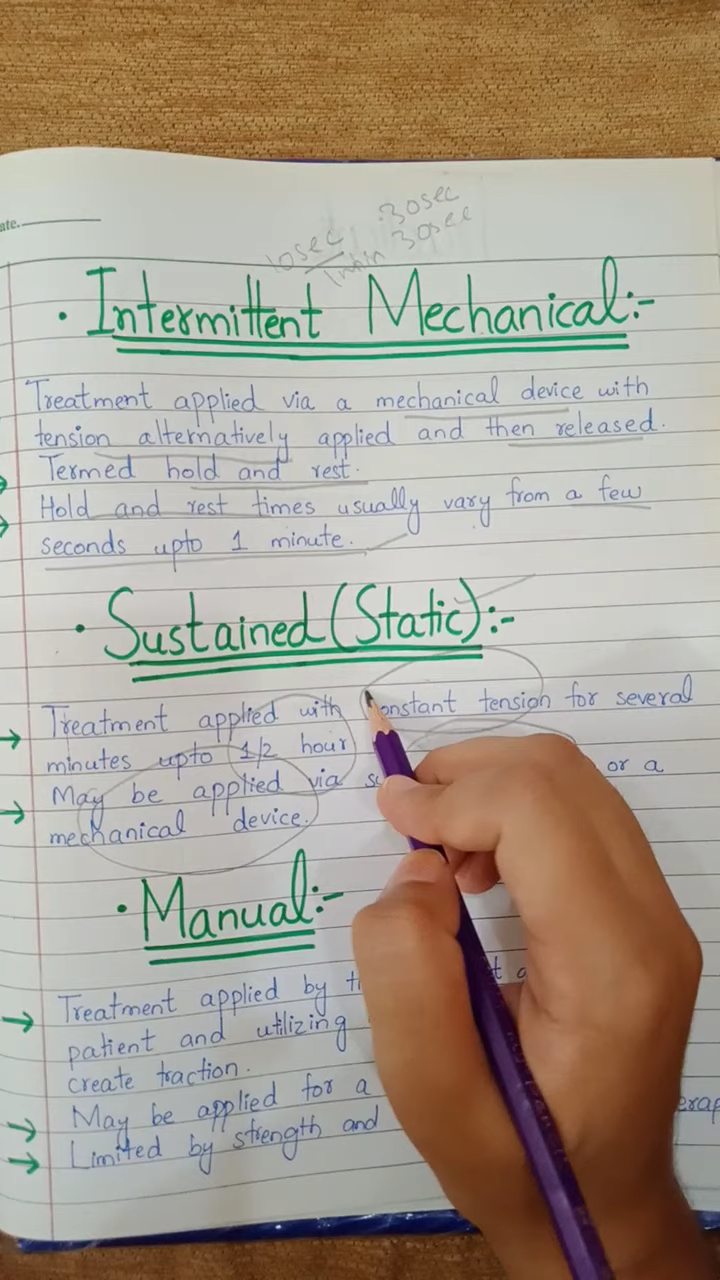 ate.
30sec
10sec 30sec
1min
• Intermittent Mechanical:-
Treatment applied via a mechanical device with
tension alternatively applied and then released.
Termed hold and rest.
Hold and rest times usually vary from a few
seconds upto 1 minute.
• Sustained (Static):-
Treatment applied with constant tension for several
minutes upto 1/2 hour
May be applied via or a
mechanical device.
• Manual:-
Treatment applied by
patient and utilizing
create traction.
May be applied for a
Limited by strength and